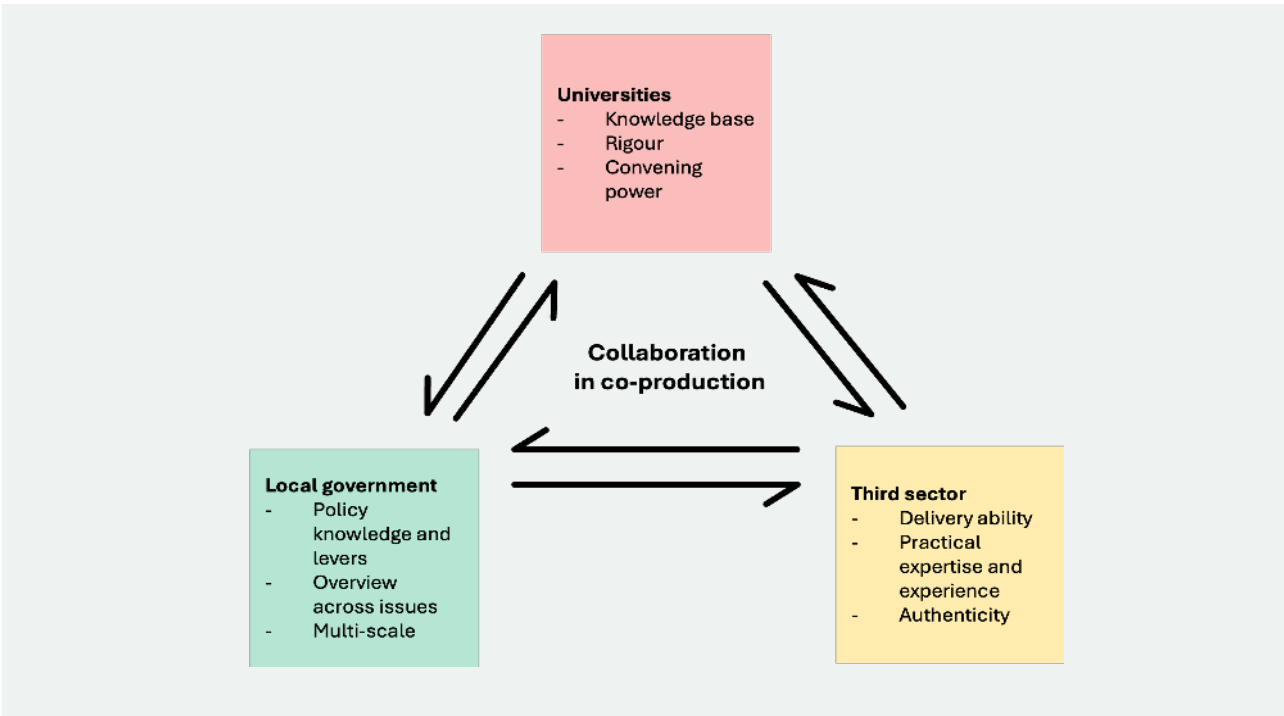 Universities
- Knowledge base
- Rigour
- Convening
power
Collaboration
in co-production
Local government
- Policy
knowledge and
levers
- Overview
across issues
- Multi-scale
Third sector
- Delivery ability
- Practical
expertise and
experience
- Authenticity